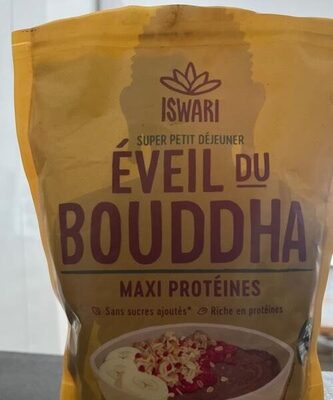 ISWARI
SUPER PETIT DÉJEUNER
ÉVEIL DU
BOUDDHA
MAXI PROTÉINES
Sans sucres ajoutés* Riche en protéines